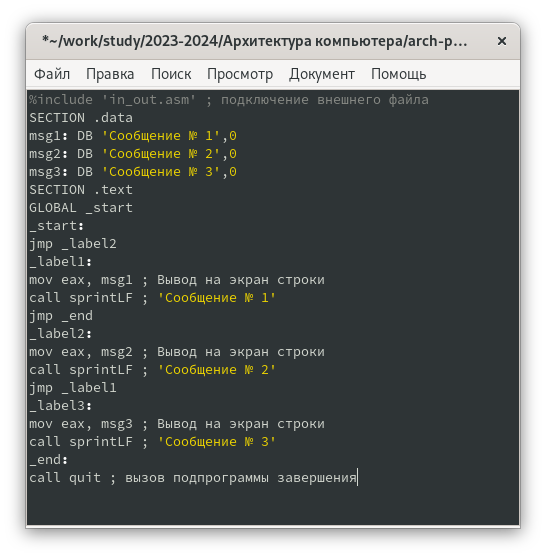 *~/work/study/2023-2024/Архитектура компьютера/arch-p... ×
Файл Правка Поиск Просмотр Документ Помощь
%include 'in_out.asm' ; подключение внешнего файла
SECTION .data
msg1: DB 'Сообщение № 1',0
msg2: DB 'Сообщение № 2',0
msg3: DB 'Сообщение № 3',0
SECTION .text
GLOBAL _start
_start:
jmp _label2
_label1:
mov eax, msg1 ; Вывод на экран строки
call sprintLF ; 'Сообщение № 1'
jmp _end
_label2:
mov eax, msg2 ; Вывод на экран строки
call sprintLF ; 'Сообщение № 2'
jmp _label1
_label3:
mov eax, msg3 ; Вывод на экран строки
call sprintLF ; 'Сообщение № 3'
_end:
call quit ; вызов подпрограммы завершения